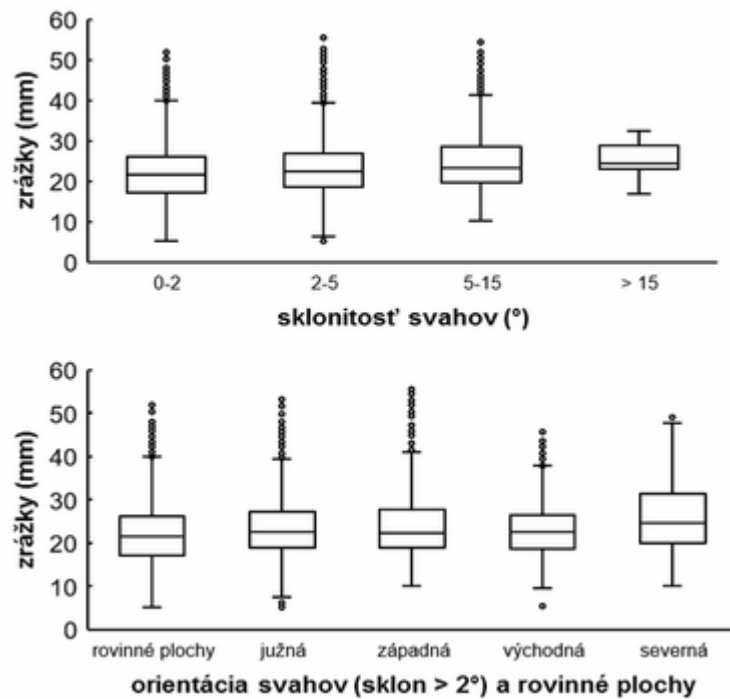 60
50
40
30
20
10
0
zrážky (mm)
0-2 2-5 5-15 > 15
sklonitosť svahov (°)
60
50
40
30
20
10
0
zrážky (mm)
rovinné plochy južná západná východná severná
orientácia svahov (sklon > 2°) a rovinné plochy